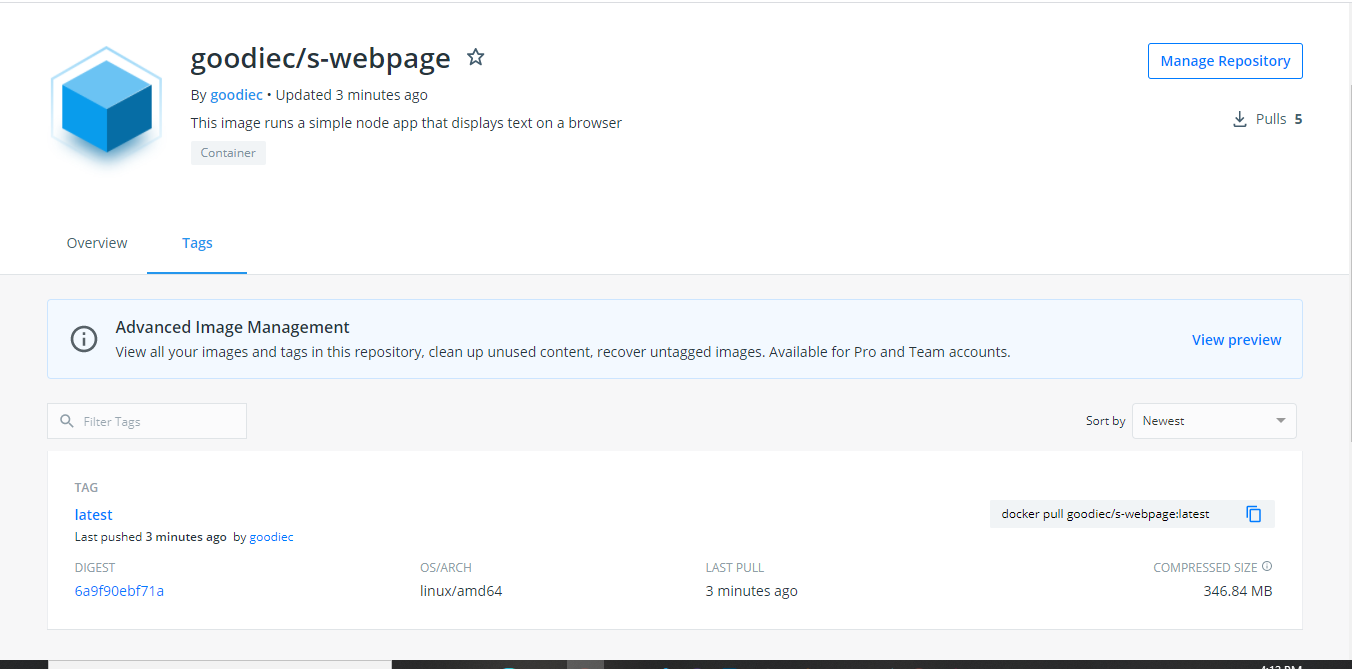 goodiec/s-webpage
Manage Repository
By goodiec • Updated 3 minutes ago
This image runs a simple node app that displays text on a browser
Pulls 5
Container
Overview Tags
Advanced Image Management
View all your images and tags in this repository, clean up unused content, recover untagged images. Available for Pro and Team accounts.
View preview
Filter Tags
Sort by Newest
TAG
latest
docker pull goodiec/s-webpage:latest
Last pushed 3 minutes ago by goodiec
DIGEST OS/ARCH LAST PULL COMPRESSED SIZE
6a9f90ebf71a linux/amd64 3 minutes ago 346.84 MB